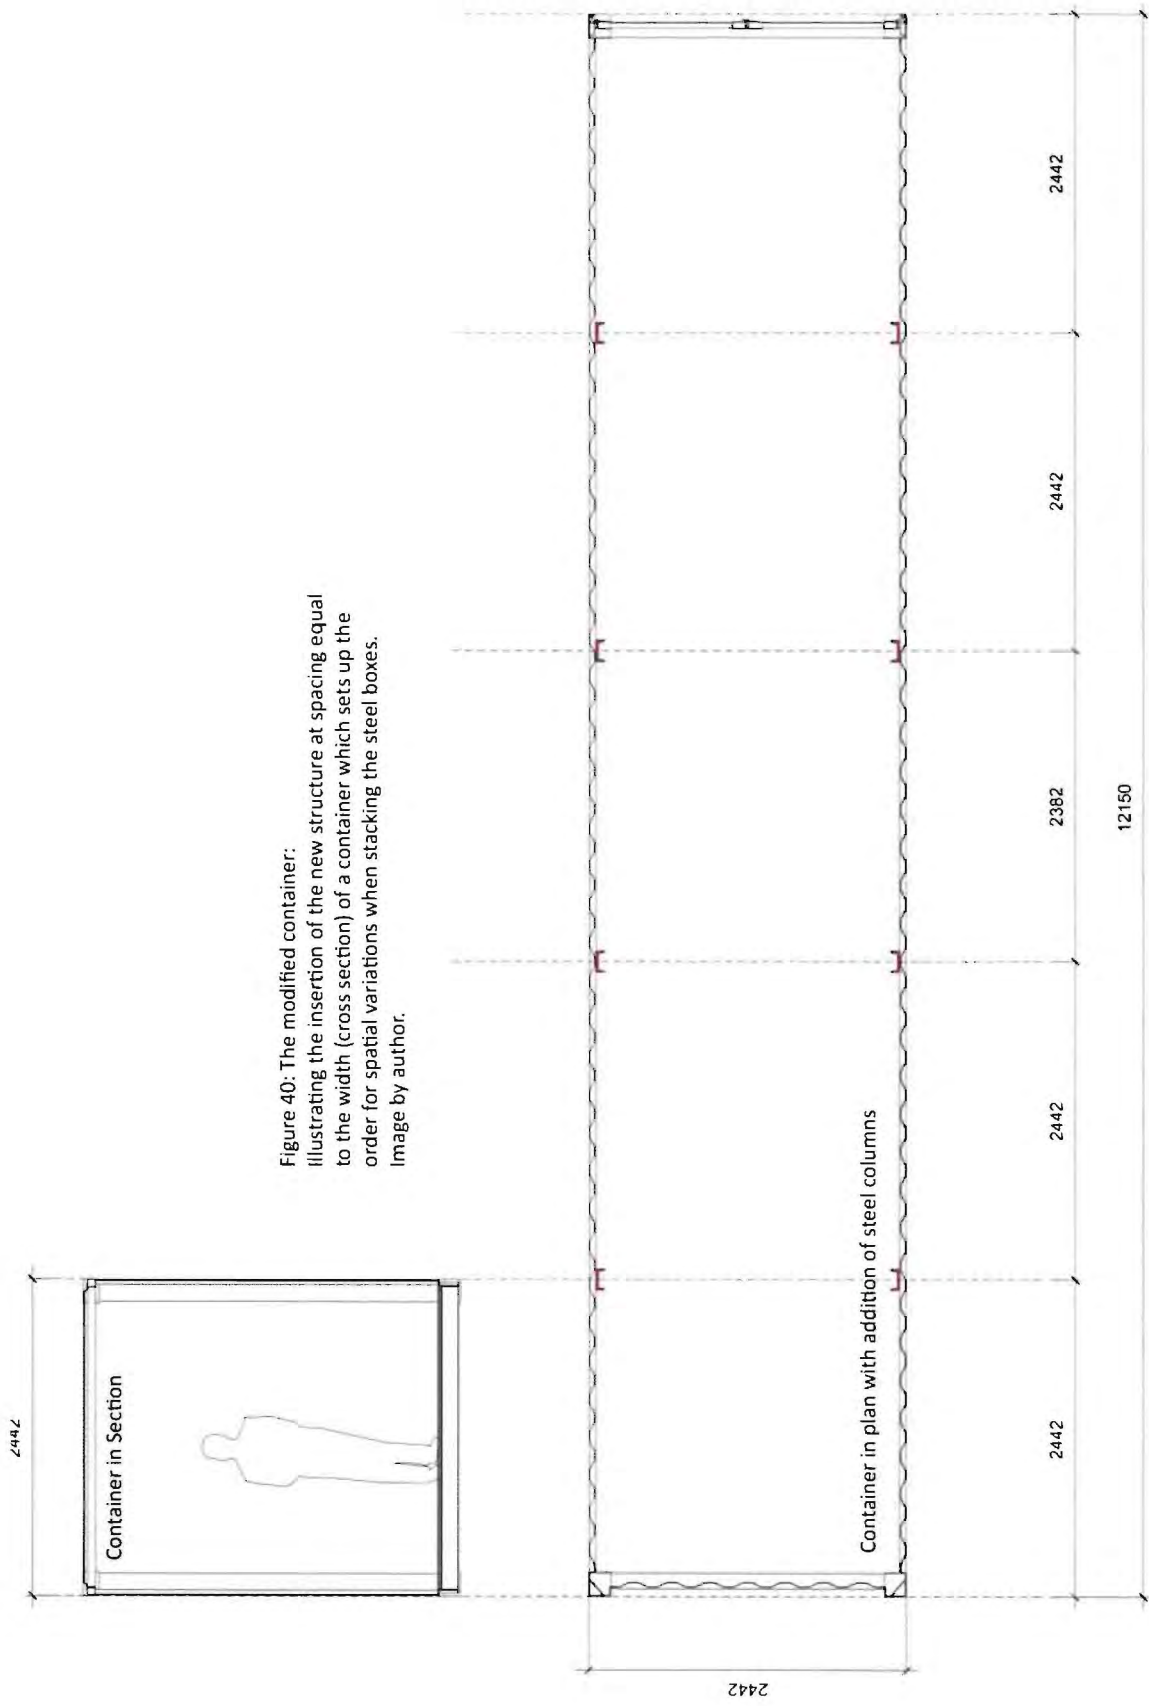 2442
Container in Section
Figure 40: The modified container:
Illustrating the insertion of the new structure at spacing equal
to the width (cross section) of a container which sets up the
order for spatial variations when stacking the steel boxes.
Image by author.
2442
Container in plan with addition of steel columns
2442
2442
2382
2442
2442
12150